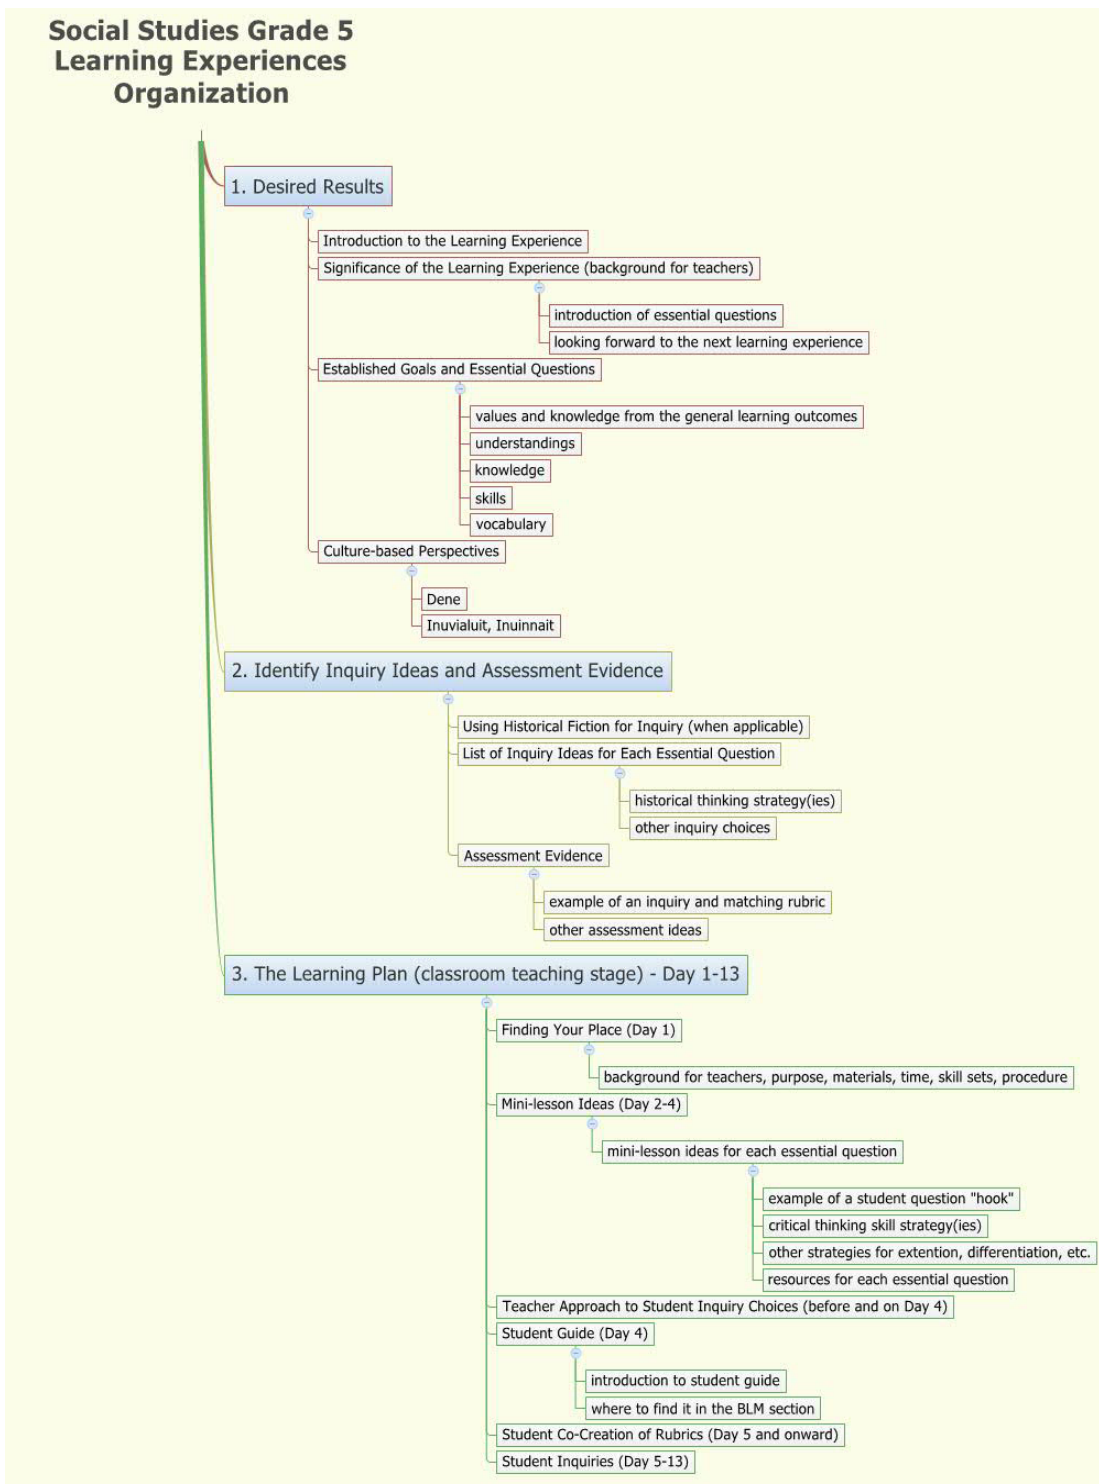 Social Studies Grade 5
Learning Experiences
Organization
1. Desired Results
Introduction to the Learning Experience
Significance of the Learning Experience (background for teachers)
introduction of essential questions
looking forward to the next learning experience
Established Goals and Essential Questions
values and knowledge from the general learning outcomes
understandings
knowledge
skills
vocabulary
Culture-based Perspectives
Dene
Inuvialuit, Inuinnait
2. Identify Inquiry Ideas and Assessment Evidence
Using Historical Fiction for Inquiry (when applicable)
List of Inquiry Ideas for Each Essential Question
historical thinking strategy(ies)
other inquiry choices
Assessment Evidence
example of an inquiry and matching rubric
other assessment ideas
3. The Learning Plan (classroom teaching stage) - Day 1-13
Finding Your Place (Day 1)
background for teachers, purpose, materials, time, skill sets, procedure
Mini-lesson Ideas (Day 2-4)
mini-lesson ideas for each essential question
example of a student question "hook"
critical thinking skill strategy(ies)
other strategies for extention, differentiation, etc.
resources for each essential question
Teacher Approach to Student Inquiry Choices (before and on Day 4)
Student Guide (Day 4)
introduction to student guide
where to find it in the BLM section
Student Co-Creation of Rubrics (Day 5 and onward)
Student Inquiries (Day 5-13)